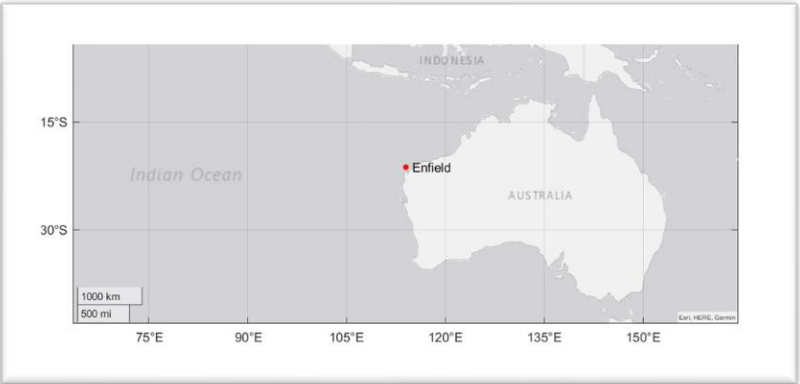 INDONESIA
15°S
Enfield
Indian Ocean
AUSTRALIA
30°S
1000 km
500 mi
Esri, HERE, Garmin
75°E 90°E 105°E 120°E 135°E 150°E